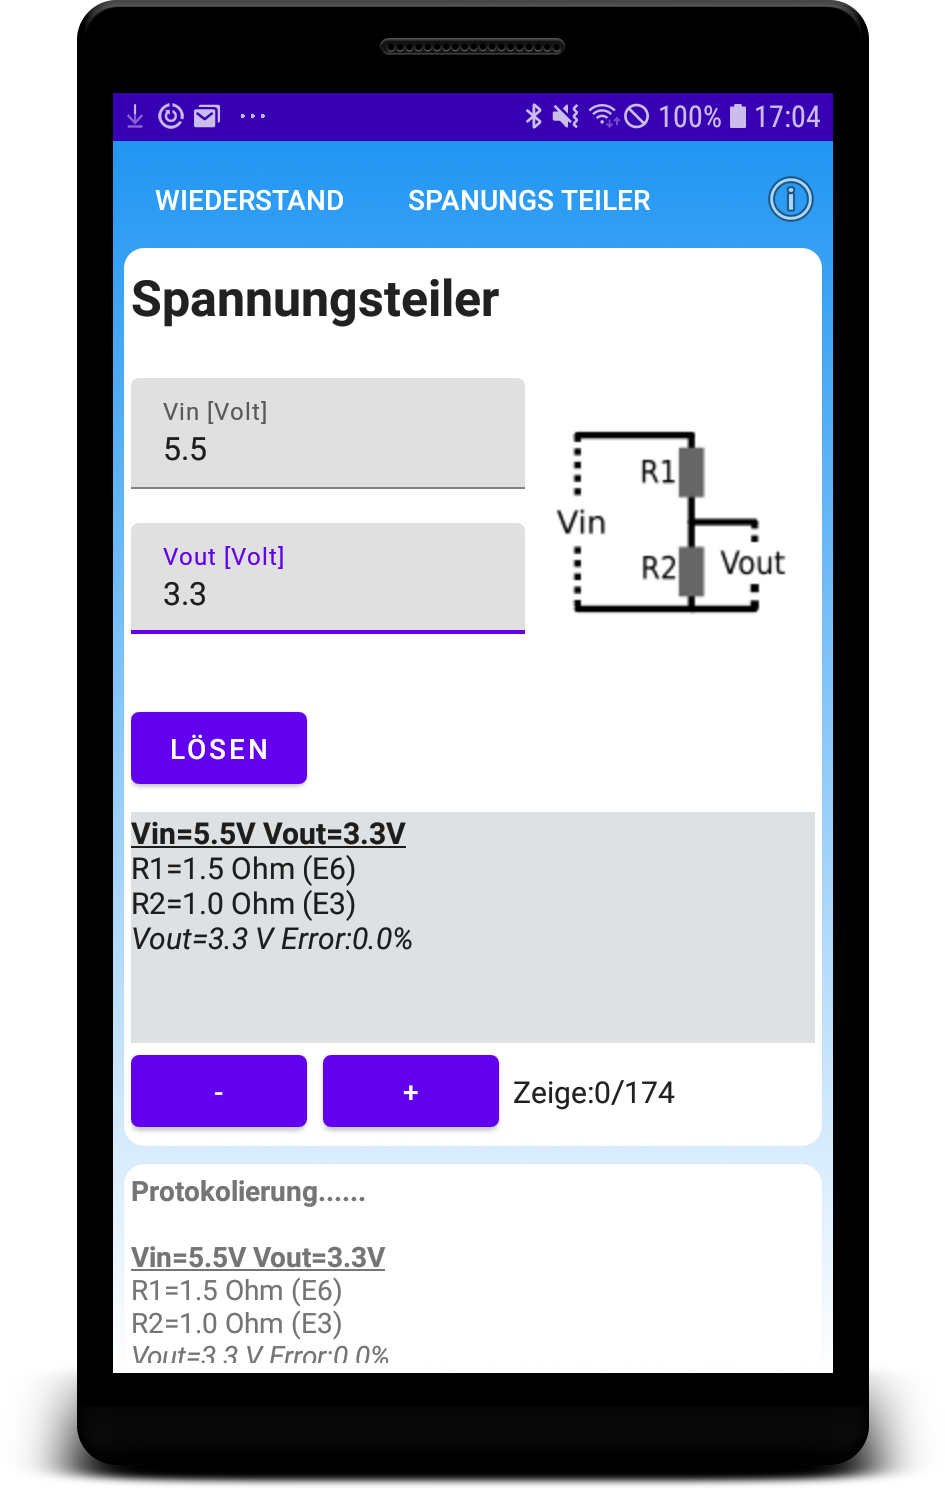 100% 17:04
WIEDERSTAND SPANUNGS TEILER
Spannungsteiler
Vin [Volt]
5.5
Vout [Volt]
3.3
R1
Vin
R2 Vout
LÖSEN
Vin=5.5V Vout=3.3V
R1=1.5 Ohm (E6)
R2=1.0 Ohm (E3)
Vout=3.3 V Error:0.0%
- + Zeige:0/174
Protokolierung......
Vin=5.5V Vout=3.3V
R1=1.5 Ohm (E6)
R2=1.0 Ohm (E3)
Vout=3.3 V Error:0.0%